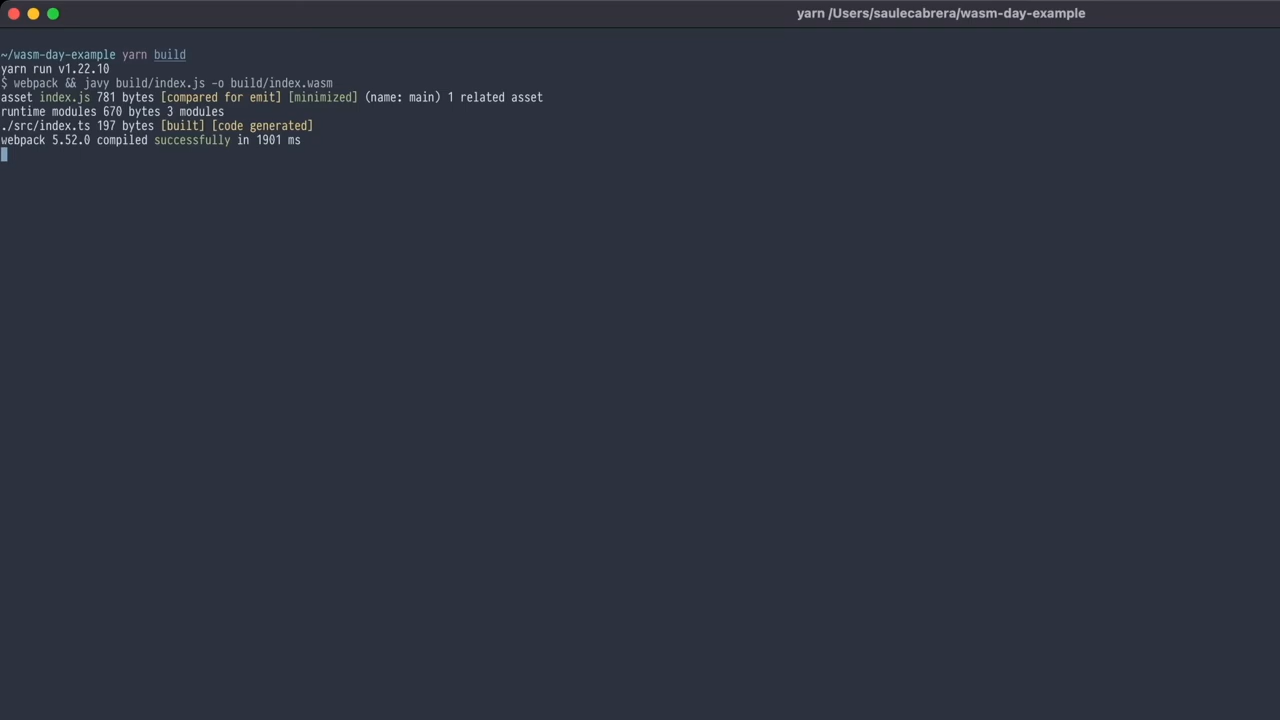 yarn /Users/saulecabrera/wasm-day-example
~/wasm-day-example yarn build
yarn run v1.22.10
$ webpack && javy build/index.js -o build/index.wasm
asset index.js 781 bytes [compared for emit] [minimized] (name: main) 1 related asset
runtime modules 670 bytes 3 modules
./src/index.ts 197 bytes [built] [code generated]
webpack 5.52.0 compiled successfully in 1901 ms